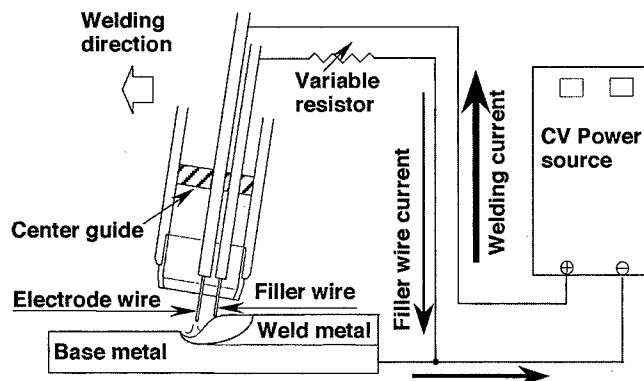 Welding
direction
Variable
resistor
CV Power
source
Welding current
Filler wire current
Center guide
Electrode wire
Filler wire
Weld metal
Base metal
⊕
⊖